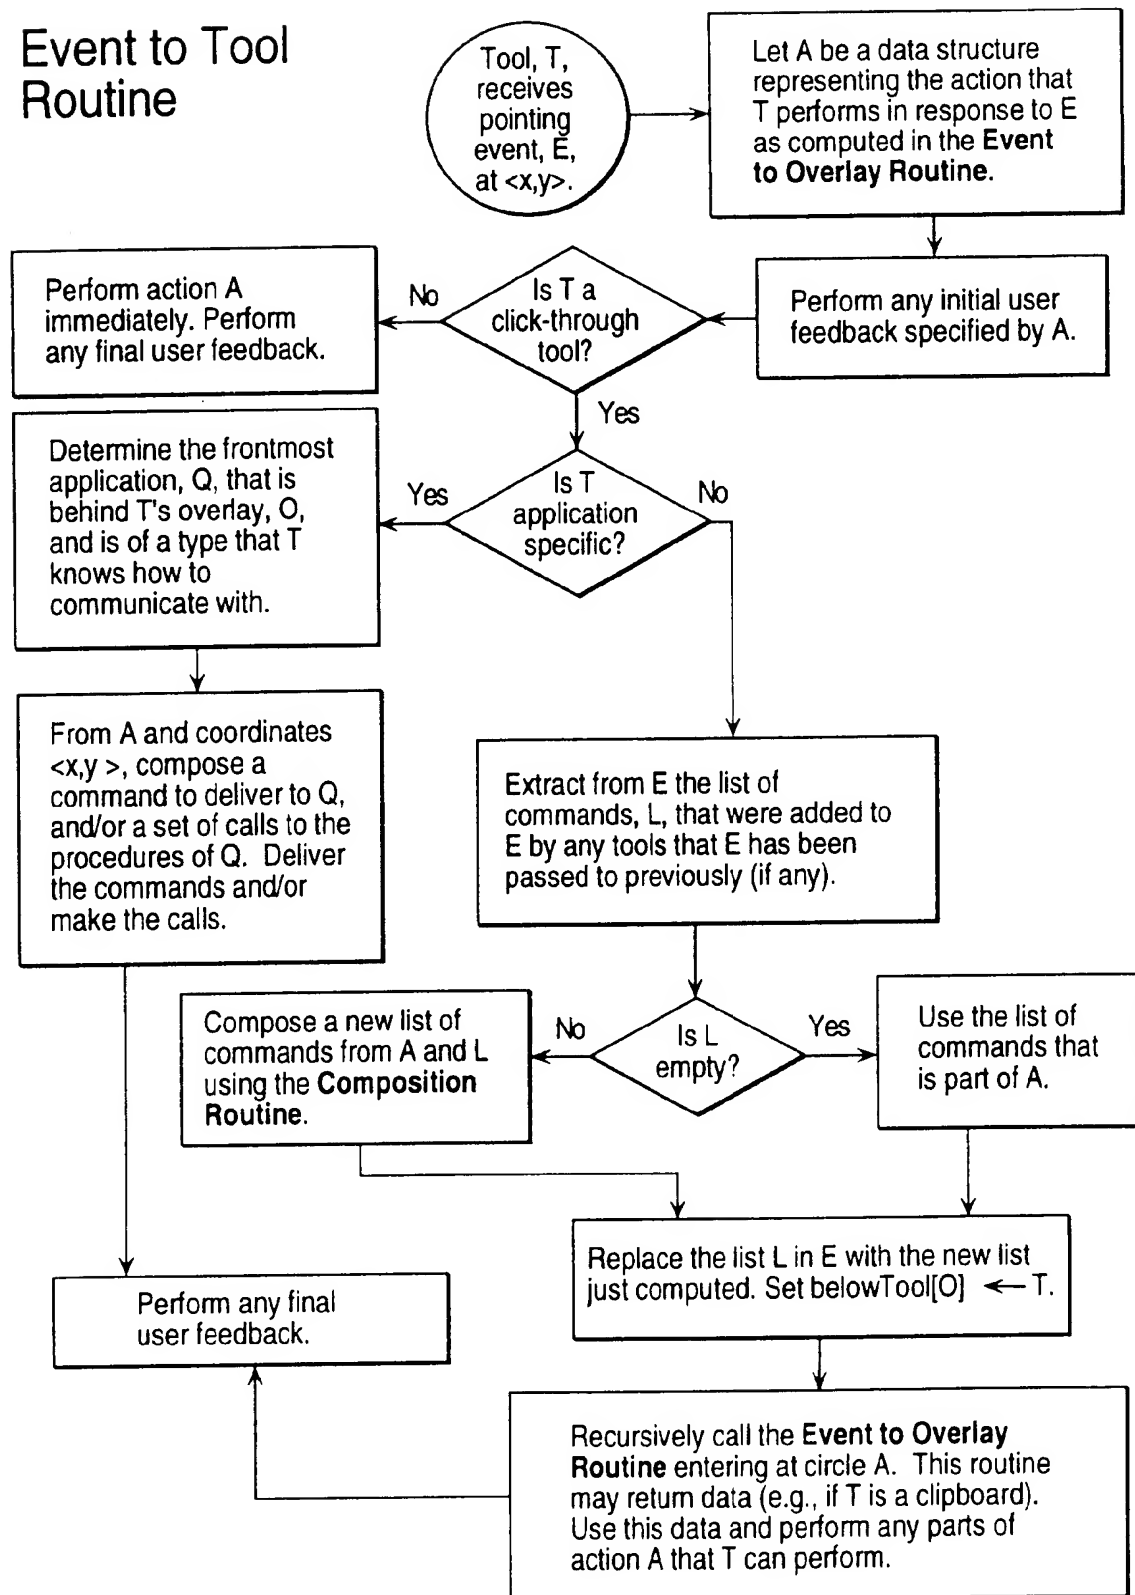 Event to Tool
Routine
Tool, T,
receives
pointing
event, E,
at <x,y>.
Let A be a data structure
representing the action that
T performs in response to E
as computed in the Event
to Overlay Routine.
Perform any initial user
feedback specified by A.
Is T a
click-through
tool?
No
Perform action A
immediately. Perform
any final user feedback.
Yes
Is T
application
specific?
Yes
No
Determine the frontmost
application, Q, that is
behind T's overlay, O,
and is of a type that T
knows how to
communicate with.
From A and coordinates
<x,y >, compose a
command to deliver to Q,
and/or a set of calls to the
procedures of Q. Deliver
the commands and/or
make the calls.
Extract from E the list of
commands, L, that were added to
E by any tools that E has been
passed to previously (if any).
Is L
empty?
No
Yes
Compose a new list of
commands from A and L
using the Composition
Routine.
Use the list of
commands that
is part of A.
Replace the list L in E with the new list
just computed. Set belowTool[O] ← T.
Perform any final
user feedback.
Recursively call the Event to Overlay
Routine entering at circle A. This routine
may return data (e.g., if T is a clipboard).
Use this data and perform any parts of
action A that T can perform.